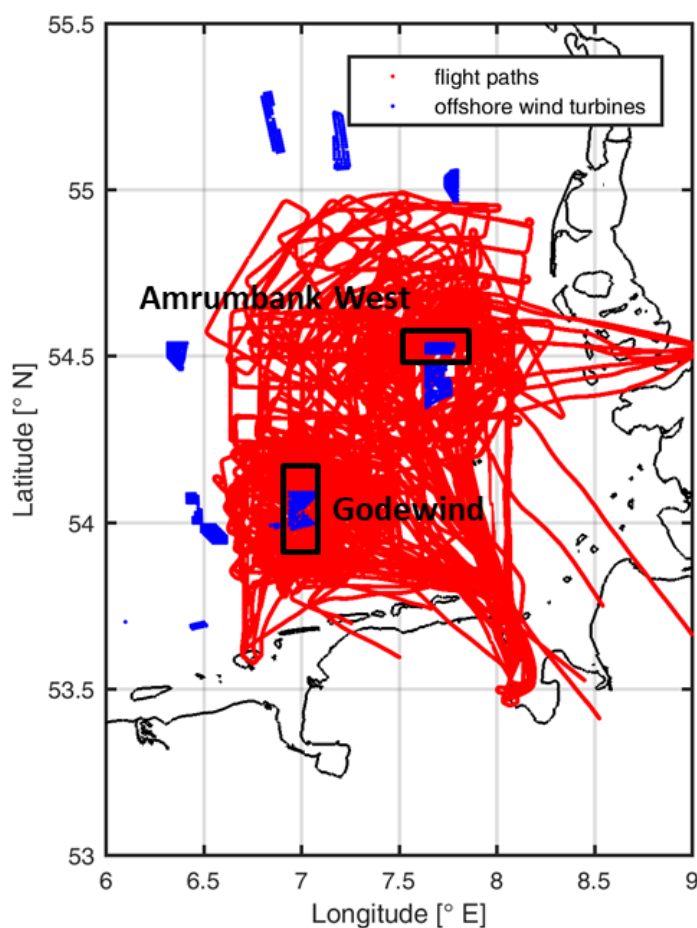 55.5
flight paths
offshore wind turbines
55
Amrumbank West
54.5
Latitude [° N]
54
Godewind
53.5
53
6
6.5
7
7.5
8
8.5
9
Longitude [° E]